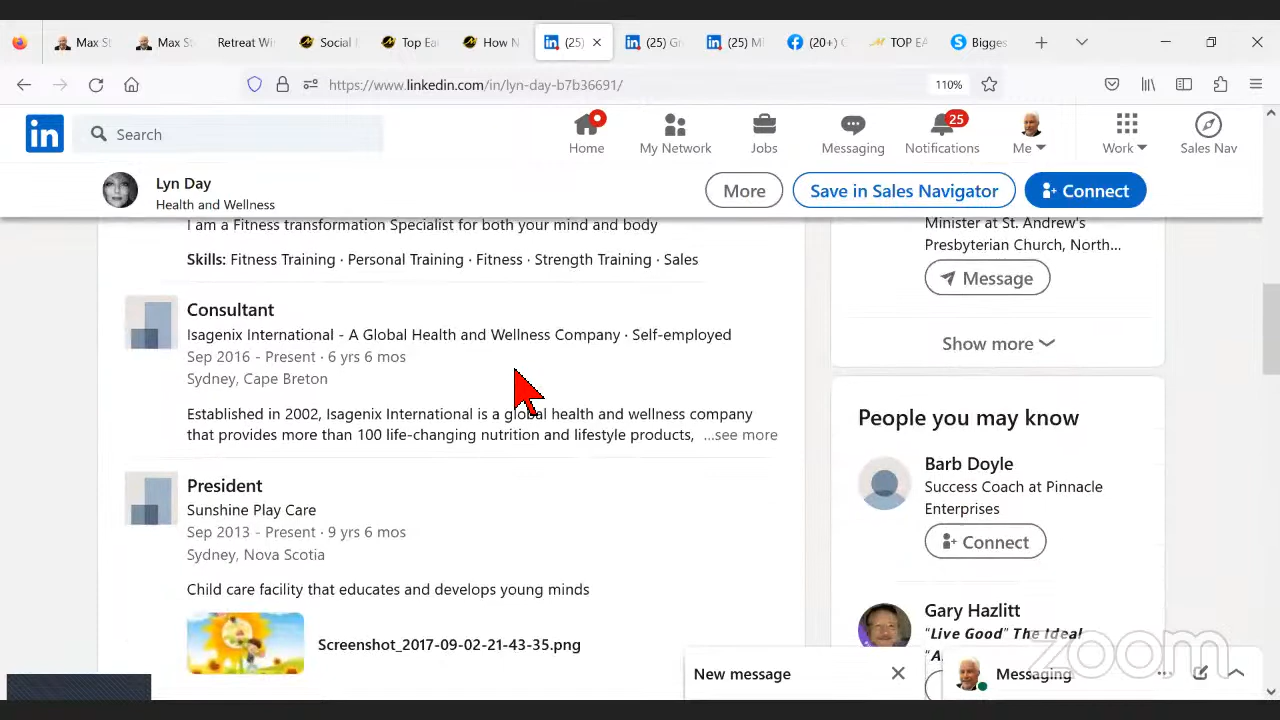 Max St
Max St
Retreat Wi
Social
Top Ea
How N
(25)
(25) G
(25) M
(20+)
TOP EA
Bigges
https://www.linkedin.com/in/lyn-day-b7b36691/
110%
in
Search
Home
My Network
Jobs
Messaging
25
Notifications
Me
Work
Sales Nav
Lyn Day
Health and Wellness
More
Save in Sales Navigator
Connect
I am a Fitness transformation Specialist for both your mind and body
Skills: Fitness Training · Personal Training · Fitness · Strength Training · Sales
Consultant
Isagenix International - A Global Health and Wellness Company · Self-employed
Sep 2016 - Present · 6 yrs 6 mos
Sydney, Cape Breton
Established in 2002, Isagenix International is a global health and wellness company
that provides more than 100 life-changing nutrition and lifestyle products, ...see more
President
Sunshine Play Care
Sep 2013 - Present · 9 yrs 6 mos
Sydney, Nova Scotia
Child care facility that educates and develops young minds
Screenshot_2017-09-02-21-43-35.png
Minister at St. Andrew's
Presbyterian Church, North...
Message
Show more
People you may know
Barb Doyle
Success Coach at Pinnacle
Enterprises
Connect
Gary Hazlitt
"Live Good" The Ideal
"A
New message
Messaging
zoom